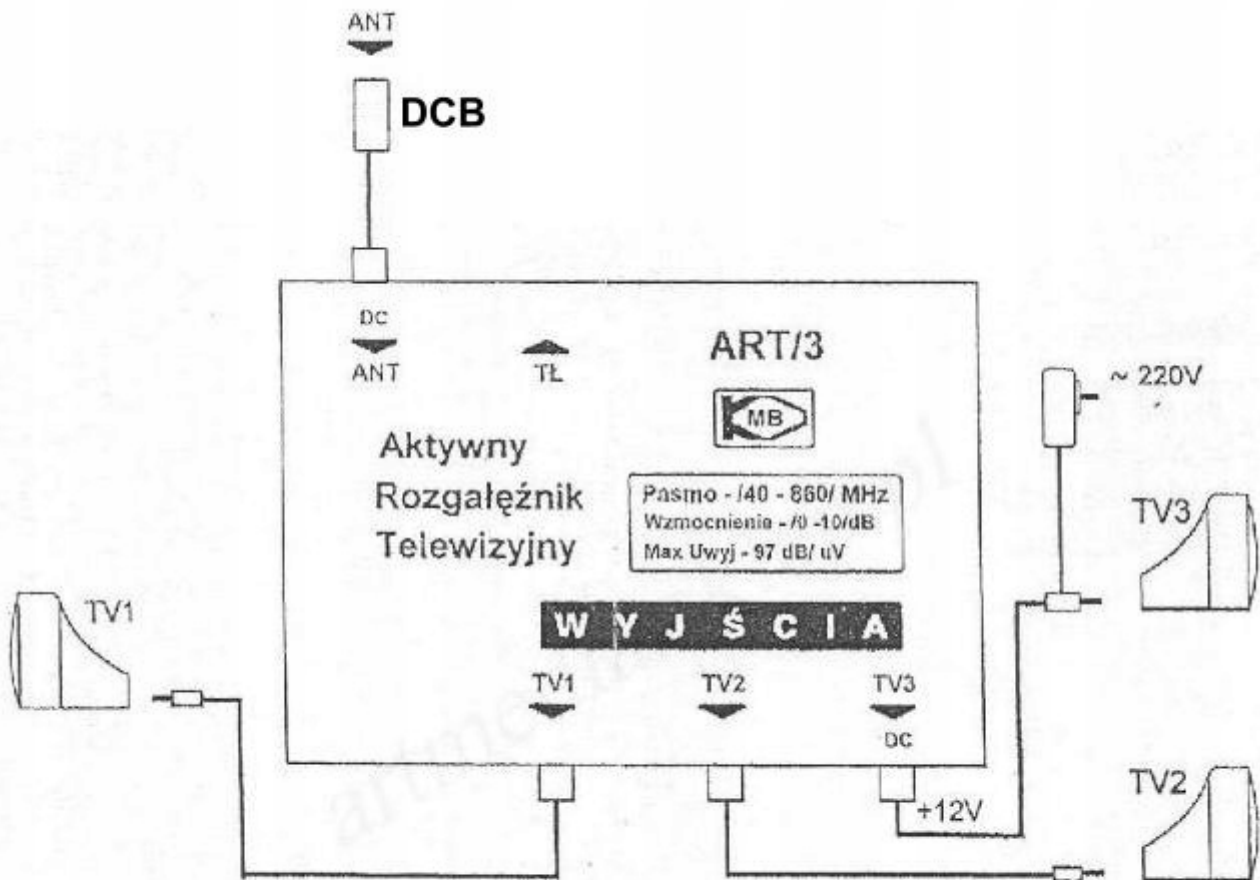 ANT
DCB
DC
ANT
TŁ
ART/3
MB
~ 220V
Aktywny
Rozgałęźnik
Telewizyjny
Pasmo - /40 - 860/ MHz
Wzmocnienie - /0 -10/dB
Max Uwyj - 97 dB/ uV
TV3
TV1
WYJŚCIA
TV1
TV2
TV3
DC
+12V
TV2